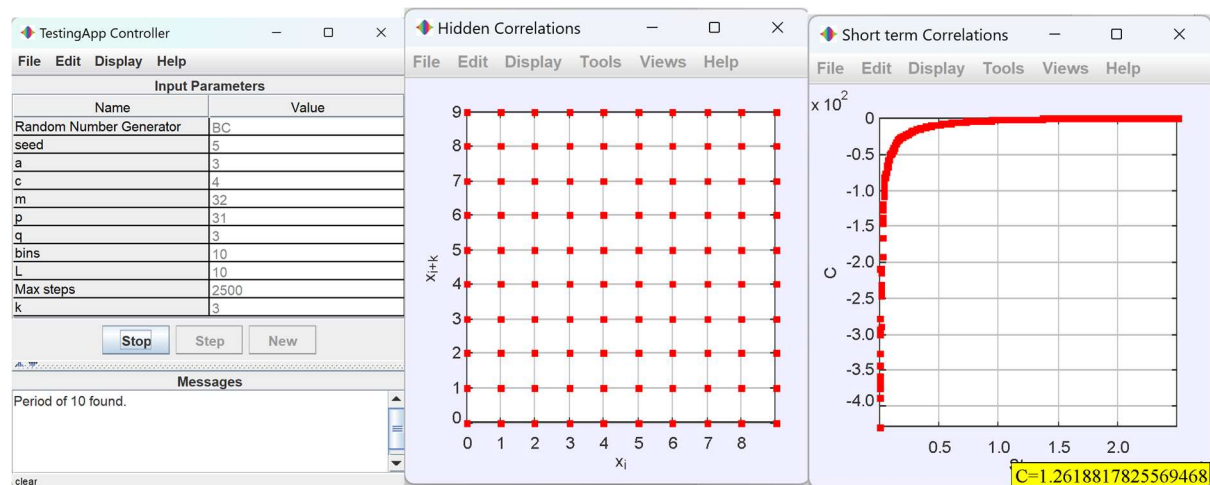 TestingApp Controller
File Edit Display Help
Input Parameters
Name Value
Random Number Generator BC
seed 5
a 3
c 4
m 32
p 31
q 3
bins 10
L 10
Max steps 2500
k 3
Stop Step New
Messages
Period of 10 found.
clear
Hidden Correlations
File Edit Display Tools Views Help
9
8
7
6
5
4
3
2
1
0
xi+k
0 1 2 3 4 5 6 7 8
xi
Short term Correlations
File Edit Display Tools Views Help
x 10^2
0
-0.5
-1.0
-1.5
-2.0
-2.5
-3.0
-3.5
-4.0
C
0.5 1.0 1.5 2.0
C=1.2618817825569468